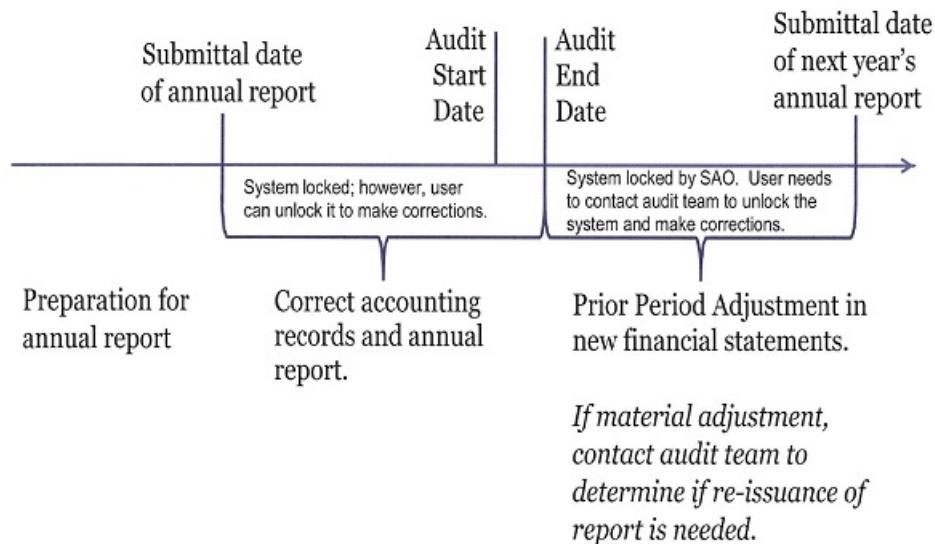 Submittal date
of annual report
Audit
Start
Date
Audit
End
Date
Submittal date
of next year's
annual report
System locked; however, user
can unlock it to make corrections.
System locked by SAO. User needs
to contact audit team to unlock the
system and make corrections.
Preparation for
annual report
Correct accounting
records and annual
report.
Prior Period Adjustment in
new financial statements.
If material adjustment,
contact audit team to
determine if re-issuance of
report is needed.